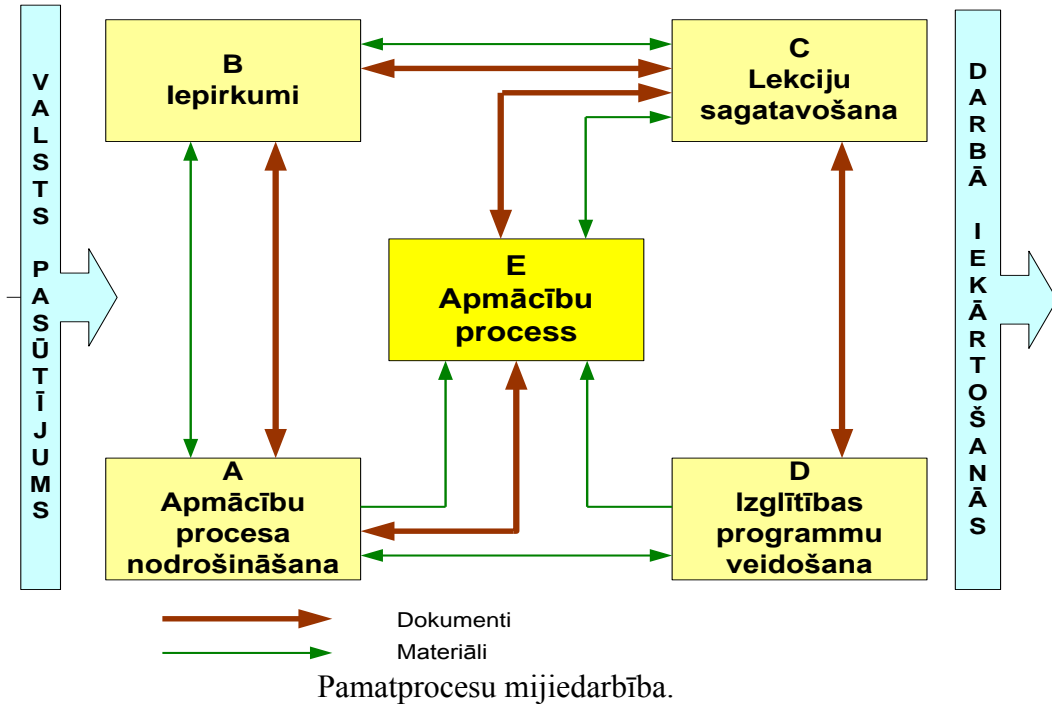 VALSTS PASŪTĪJUMS
B
Iepirkumi
C
Lekciju
sagatavošana
E
Apmācību
process
A
Apmācību
procesa
nodrošināšana
D
Izglītības
programmu
veidošana
DARBĀ IEKĀRTOŠANĀS
Dokumenti
Materiāli
Pamatprocesu mijiedarbība.